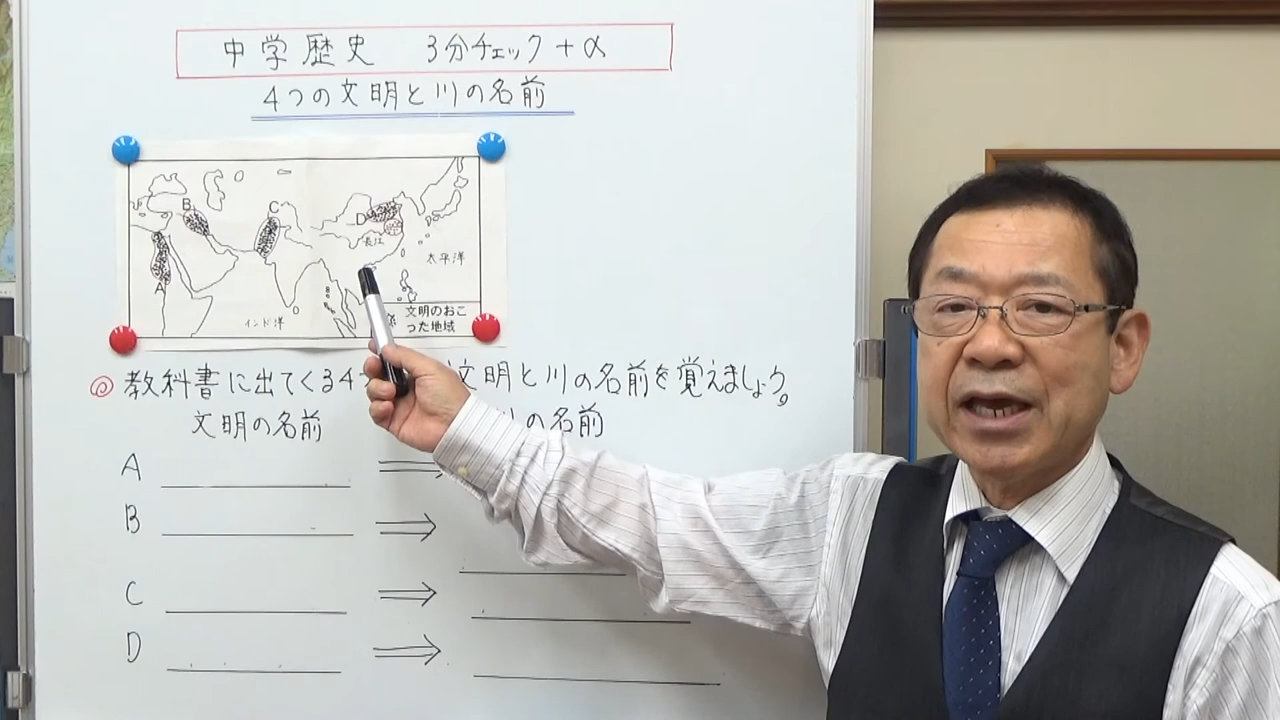 中学歴史 3分チェック+α
4つの文明と川の名前
B
C
D
長江
太平洋
A
インド洋
文明のおこ
った地域
◎ 教科書に出てくる4つ 文明と川の名前を覚えましょう。
文明の名前 川の名前
A ⇒
B ⇒
C ⇒
D ⇒